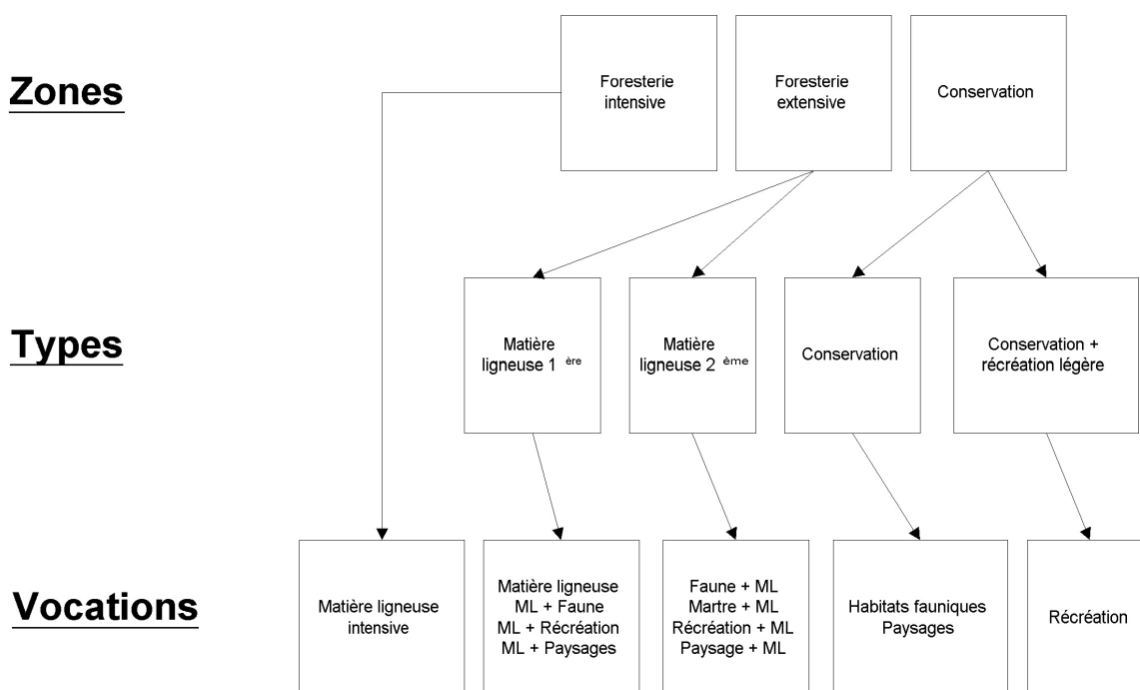 Zones
Foresterie
intensive
Foresterie
extensive
Conservation
Types
Matière
ligneuse 1 ère
Matière
ligneuse 2 ème
Conservation
Conservation +
récréation légère
Vocations
Matière ligneuse
intensive
Matière ligneuse
ML + Faune
ML + Récréation
ML + Paysages
Faune + ML
Martre + ML
Récréation + ML
Paysage + ML
Habitats fauniques
Paysages
Récréation